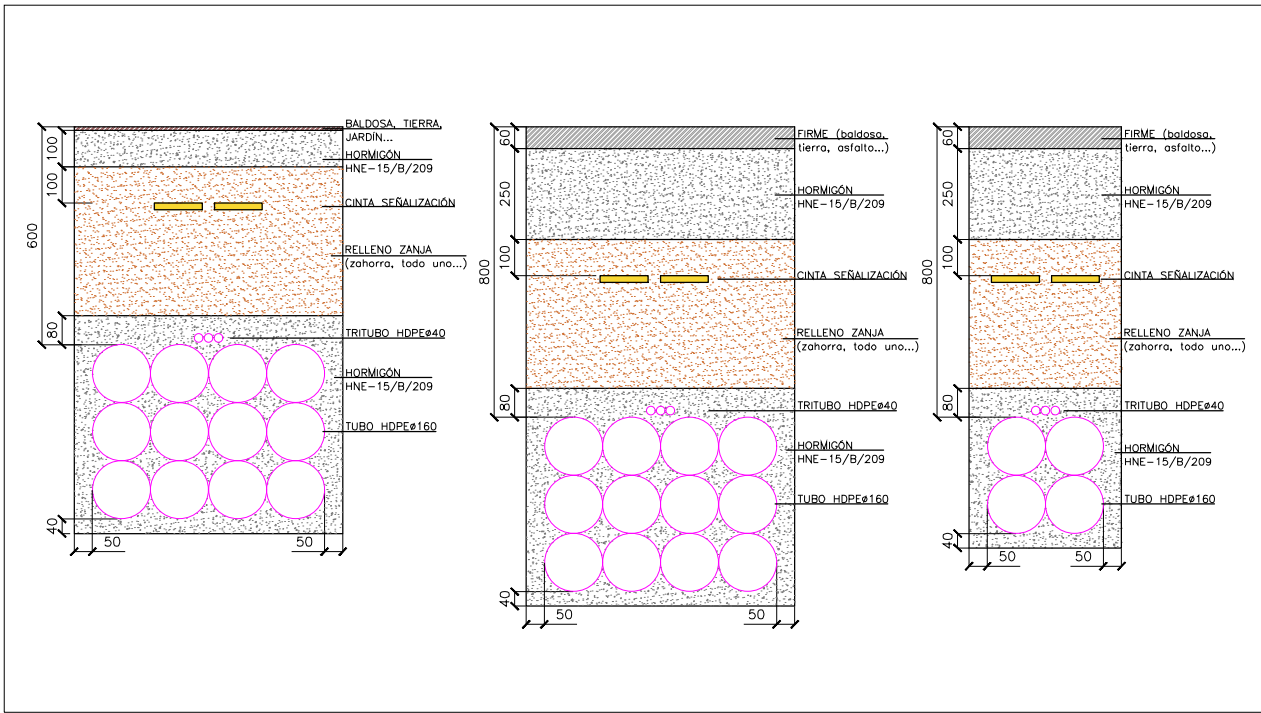 BALDOSA, TIERRA,
JARDÍN...
HORMIGÓN
HNE-15/B/209
CINTA SEÑALIZACIÓN
RELLENO ZANJA
(zahorra, todo uno...)
TRITUBO HDPEø40
HORMIGÓN
HNE-15/B/209
TUBO HDPEø160
100
100
600
80
40
50
50
FIRME (baldosa,
tierra, asfalto...)
HORMIGÓN
HNE-15/B/209
CINTA SEÑALIZACIÓN
RELLENO ZANJA
(zahorra, todo uno...)
TRITUBO HDPEø40
HORMIGÓN
HNE-15/B/209
TUBO HDPEø160
60
250
100
800
80
40
50
50
FIRME (baldosa,
tierra, asfalto...)
HORMIGÓN
HNE-15/B/209
CINTA SEÑALIZACIÓN
RELLENO ZANJA
(zahorra, todo uno...)
TRITUBO HDPEø40
HORMIGÓN
HNE-15/B/209
TUBO HDPEø160
60
250
100
800
80
40
50
50